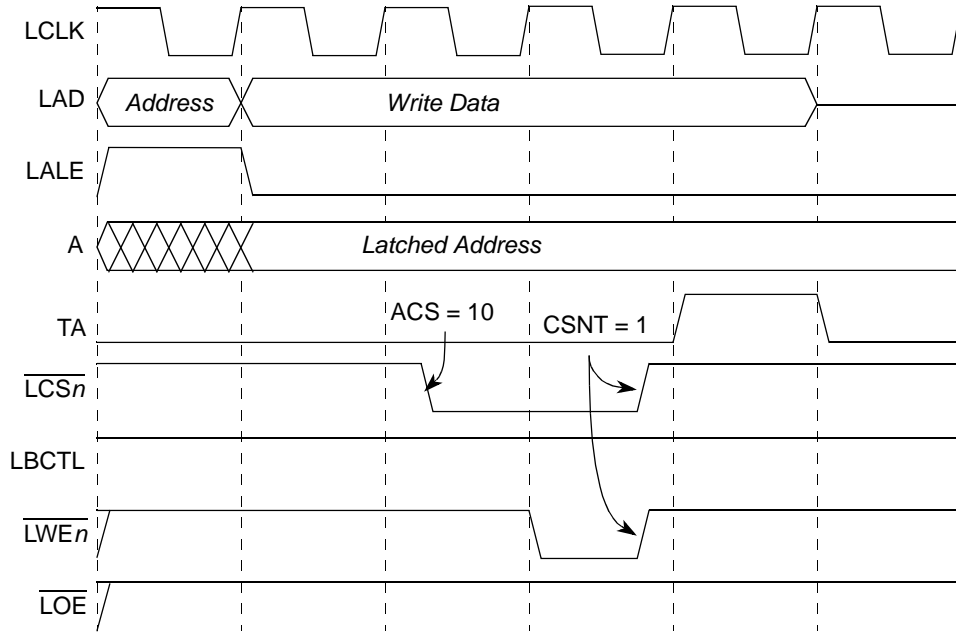 LCLK
LAD Address Write Data
LALE
A Latched Address
ACS = 10 CSNT = 1
TA
LCSn
LBCTL
LWEn
LOE